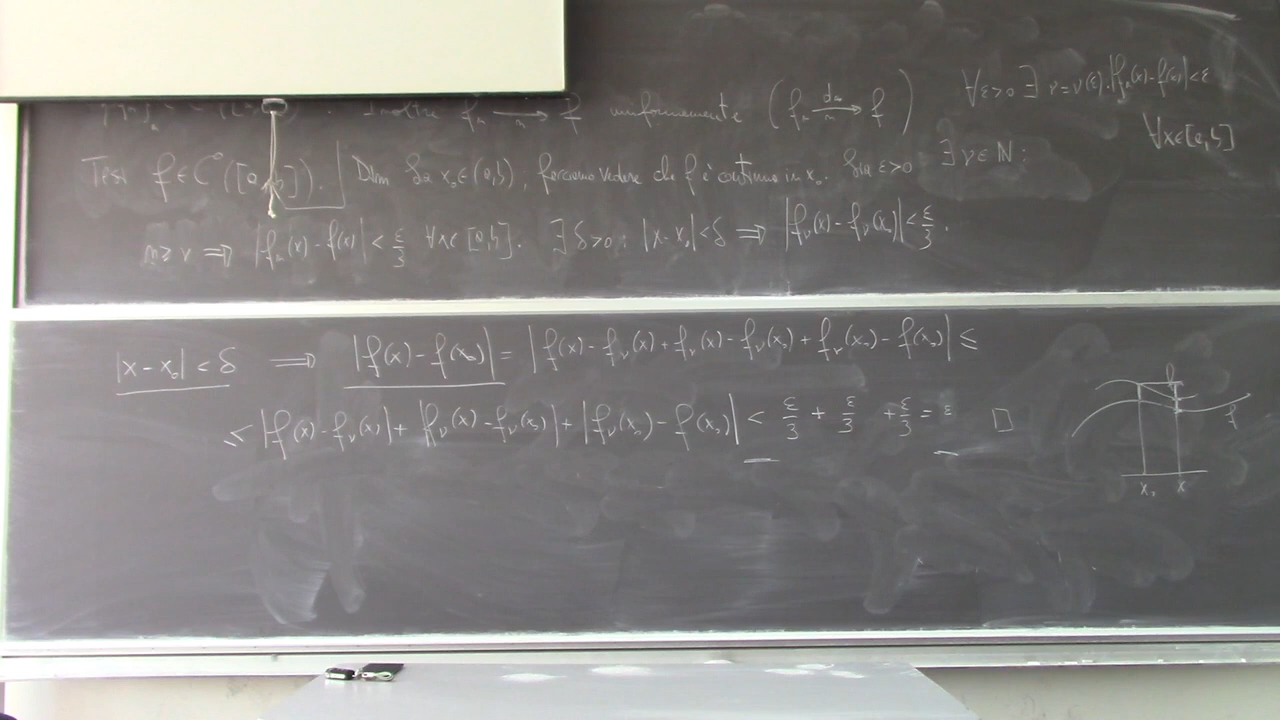 Inoltre fₙ →ₙ f uniformemente (fₙ →ₙ^{d∞} f) ∀ε>0 ∃ ν=ν(ε): |fₙ(x)-f(x)|<ε
∀x∈[a,b]
Tesi f∈C⁰([a,b]). Dim Sia x₀∈(a,b), facciamo vedere che f è continua in x₀. Sia ε>0 ∃ ν∈ℕ:
n≥ν ⟹ |fₙ(x)-f(x)|<ε/3 ∀x∈[a,b]. ∃δ>0: |x-x₀|<δ ⟹ |f_ν(x)-f_ν(x₀)|<ε/3.
|x-x₀|<δ ⟹ |f(x)-f(x₀)| = |f(x)-f_ν(x)+f_ν(x)-f_ν(x₀)+f_ν(x₀)-f(x₀)| ≤
≤ |f(x)-f_ν(x)|+|f_ν(x)-f_ν(x₀)|+|f_ν(x₀)-f(x₀)| < ε/3 + ε/3 + ε/3 = ε □
f
x₀ x